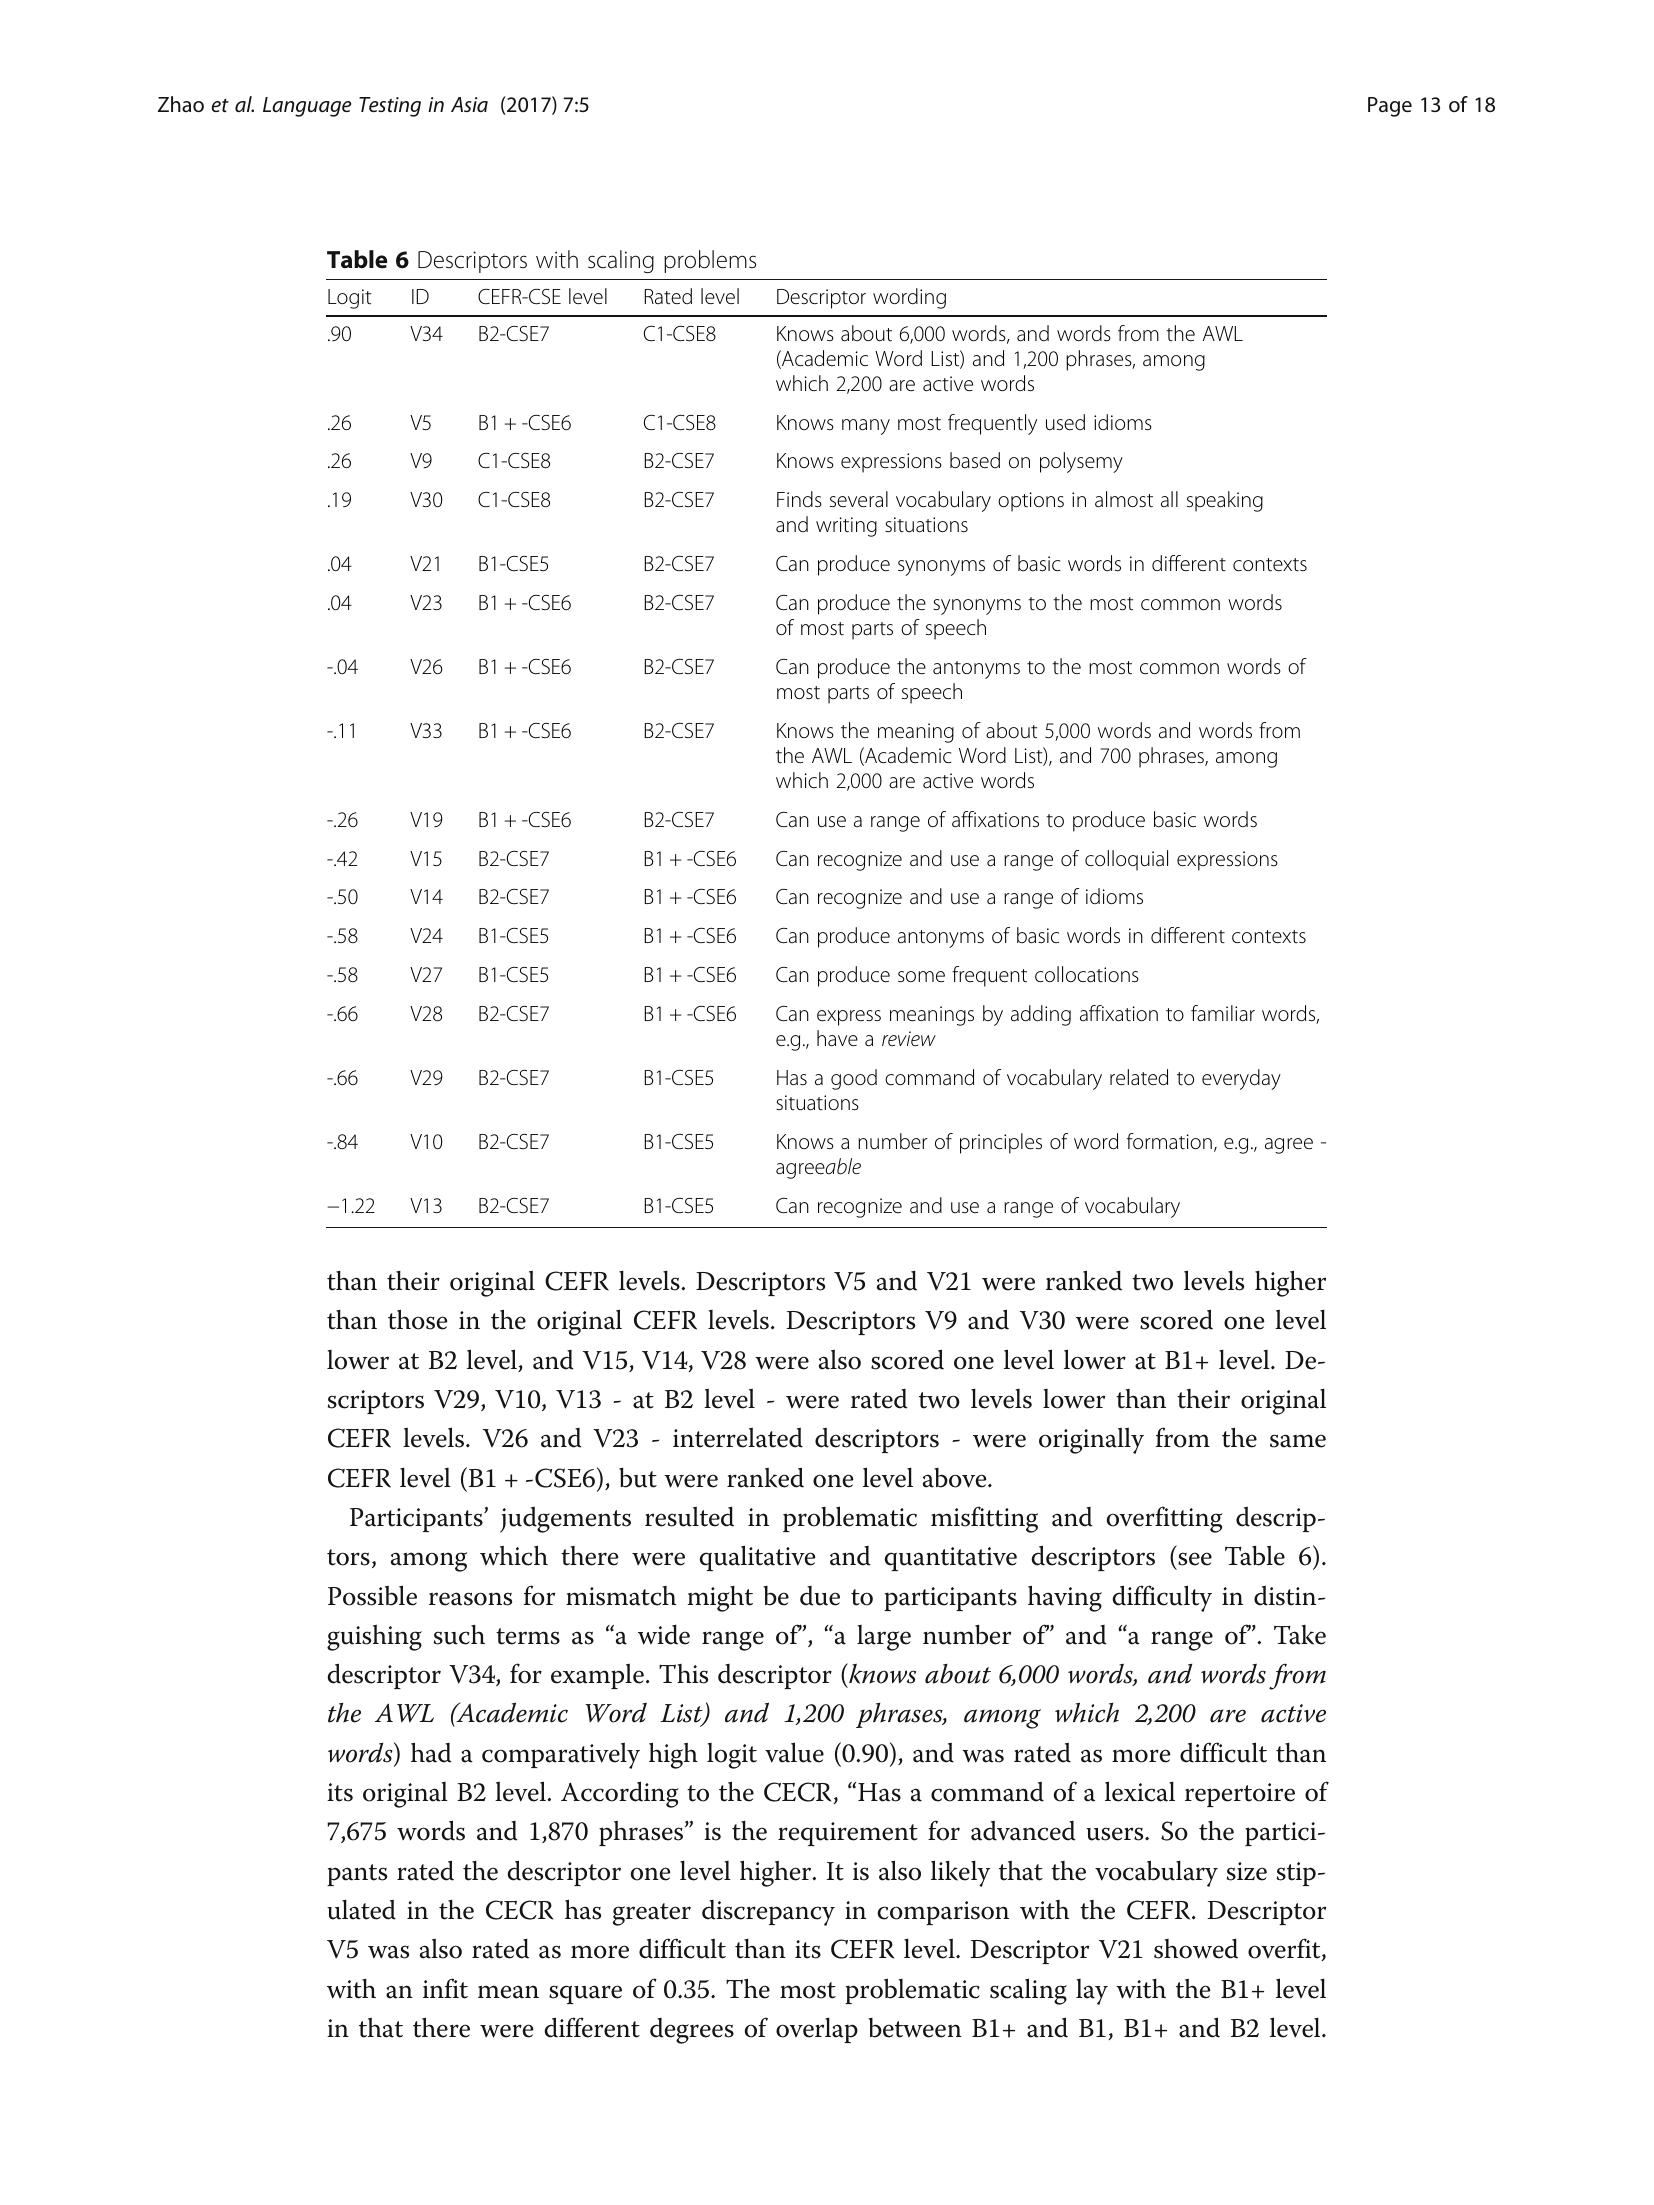 Zhao et al. Language Testing in Asia (2017) 7:5 Page 13 of 18
Table 6 Descriptors with scaling problems
Logit ID CEFR-CSE level Rated level Descriptor wording
.90 V34 B2-CSE7 C1-CSE8 Knows about 6,000 words, and words from the AWL
(Academic Word List) and 1,200 phrases, among
which 2,200 are active words
.26 V5 B1 + -CSE6 C1-CSE8 Knows many most frequently used idioms
.26 V9 C1-CSE8 B2-CSE7 Knows expressions based on polysemy
.19 V30 C1-CSE8 B2-CSE7 Finds several vocabulary options in almost all speaking
and writing situations
.04 V21 B1-CSE5 B2-CSE7 Can produce synonyms of basic words in different contexts
.04 V23 B1 + -CSE6 B2-CSE7 Can produce the synonyms to the most common words
of most parts of speech
-.04 V26 B1 + -CSE6 B2-CSE7 Can produce the antonyms to the most common words of
most parts of speech
-.11 V33 B1 + -CSE6 B2-CSE7 Knows the meaning of about 5,000 words and words from
the AWL (Academic Word List), and 700 phrases, among
which 2,000 are active words
-.26 V19 B1 + -CSE6 B2-CSE7 Can use a range of affixations to produce basic words
-.42 V15 B2-CSE7 B1 + -CSE6 Can recognize and use a range of colloquial expressions
-.50 V14 B2-CSE7 B1 + -CSE6 Can recognize and use a range of idioms
-.58 V24 B1-CSE5 B1 + -CSE6 Can produce antonyms of basic words in different contexts
-.58 V27 B1-CSE5 B1 + -CSE6 Can produce some frequent collocations
-.66 V28 B2-CSE7 B1 + -CSE6 Can express meanings by adding affixation to familiar words,
e.g., have a review
-.66 V29 B2-CSE7 B1-CSE5 Has a good command of vocabulary related to everyday
situations
-.84 V10 B2-CSE7 B1-CSE5 Knows a number of principles of word formation, e.g., agree -
agreeable
−1.22 V13 B2-CSE7 B1-CSE5 Can recognize and use a range of vocabulary
than their original CEFR levels. Descriptors V5 and V21 were ranked two levels higher
than those in the original CEFR levels. Descriptors V9 and V30 were scored one level
lower at B2 level, and V15, V14, V28 were also scored one level lower at B1+ level. De-
scriptors V29, V10, V13 - at B2 level - were rated two levels lower than their original
CEFR levels. V26 and V23 - interrelated descriptors - were originally from the same
CEFR level (B1 + -CSE6), but were ranked one level above.
Participants’ judgements resulted in problematic misfitting and overfitting descrip-
tors, among which there were qualitative and quantitative descriptors (see Table 6).
Possible reasons for mismatch might be due to participants having difficulty in distin-
guishing such terms as “a wide range of”, “a large number of” and “a range of”. Take
descriptor V34, for example. This descriptor (knows about 6,000 words, and words from
the AWL (Academic Word List) and 1,200 phrases, among which 2,200 are active
words) had a comparatively high logit value (0.90), and was rated as more difficult than
its original B2 level. According to the CECR, “Has a command of a lexical repertoire of
7,675 words and 1,870 phrases” is the requirement for advanced users. So the partici-
pants rated the descriptor one level higher. It is also likely that the vocabulary size stip-
ulated in the CECR has greater discrepancy in comparison with the CEFR. Descriptor
V5 was also rated as more difficult than its CEFR level. Descriptor V21 showed overfit,
with an infit mean square of 0.35. The most problematic scaling lay with the B1+ level
in that there were different degrees of overlap between B1+ and B1, B1+ and B2 level.